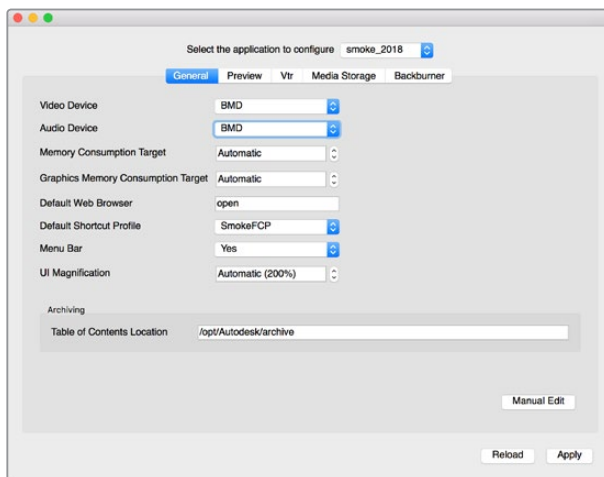 Select the application to configure smoke_2018
General Preview Vtr Media Storage Backburner
Video Device BMD
Audio Device BMD
Memory Consumption Target Automatic
Graphics Memory Consumption Target Automatic
Default Web Browser open
Default Shortcut Profile SmokeFCP
Menu Bar Yes
UI Magnification Automatic (200%)
Archiving
Table of Contents Location /opt/Autodesk/archive
Manual Edit
Reload Apply